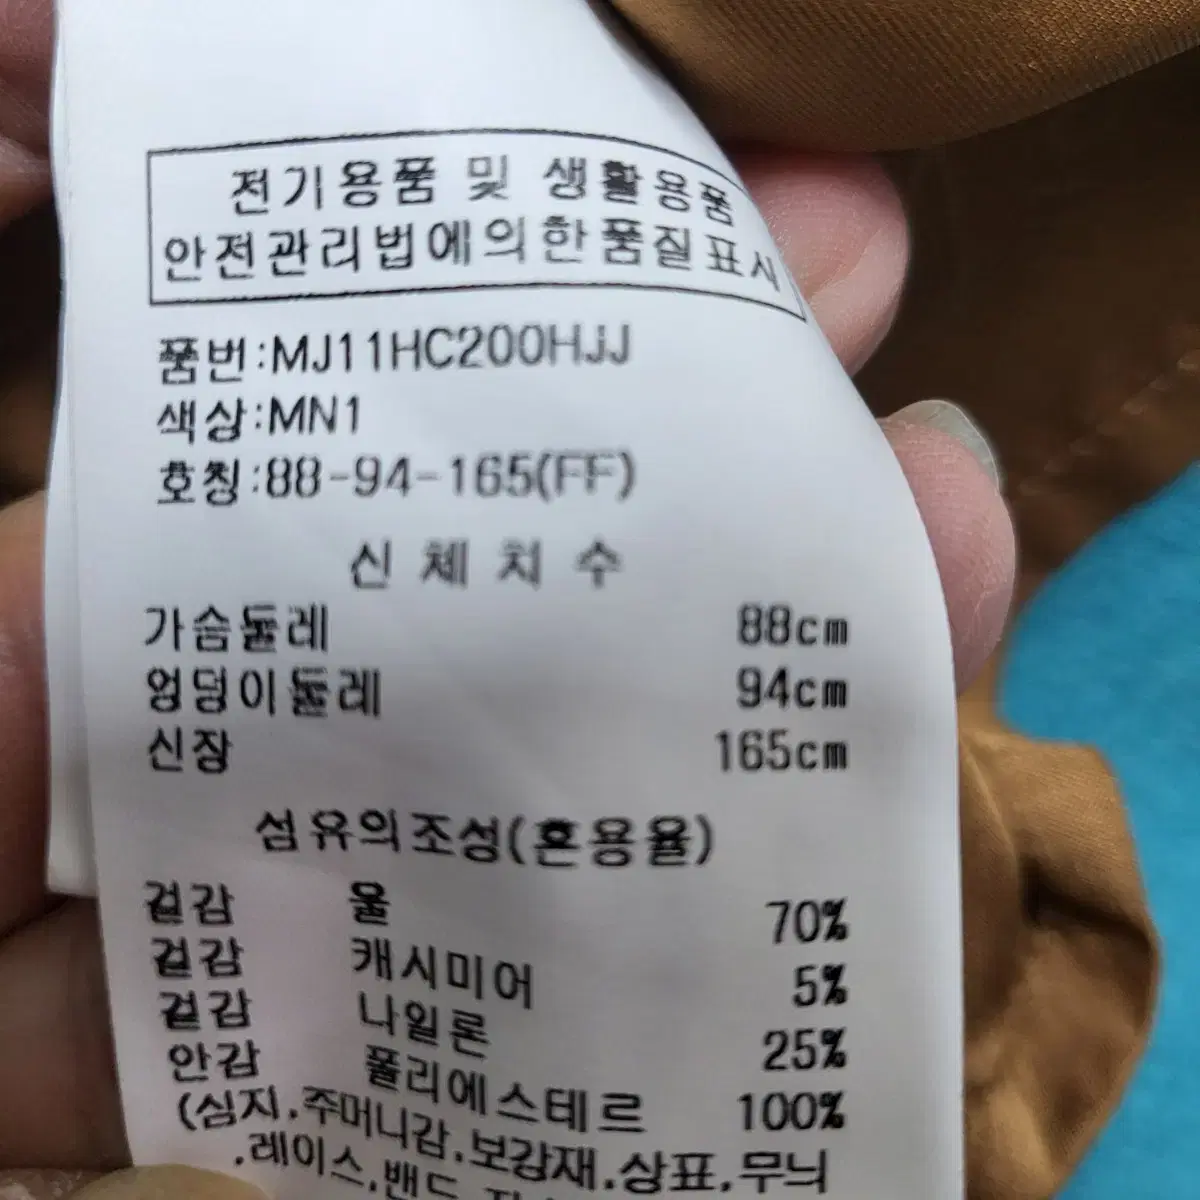 전기용품 및 생활용품
안전관리법에의한품질표시
품번:MJ11HC200HJJ
색상:MN1
호칭:88-94-165(FF)
신체치수
가슴둘레 88cm
엉덩이둘레 94cm
신장 165cm
섬유의조성(혼용율)
겉감 울 70%
겉감 캐시미어 5%
겉감 나일론 25%
안감 폴리에스테르 100%
(심지.주머니감.보강재.상표.무늬
.레이스.밴드